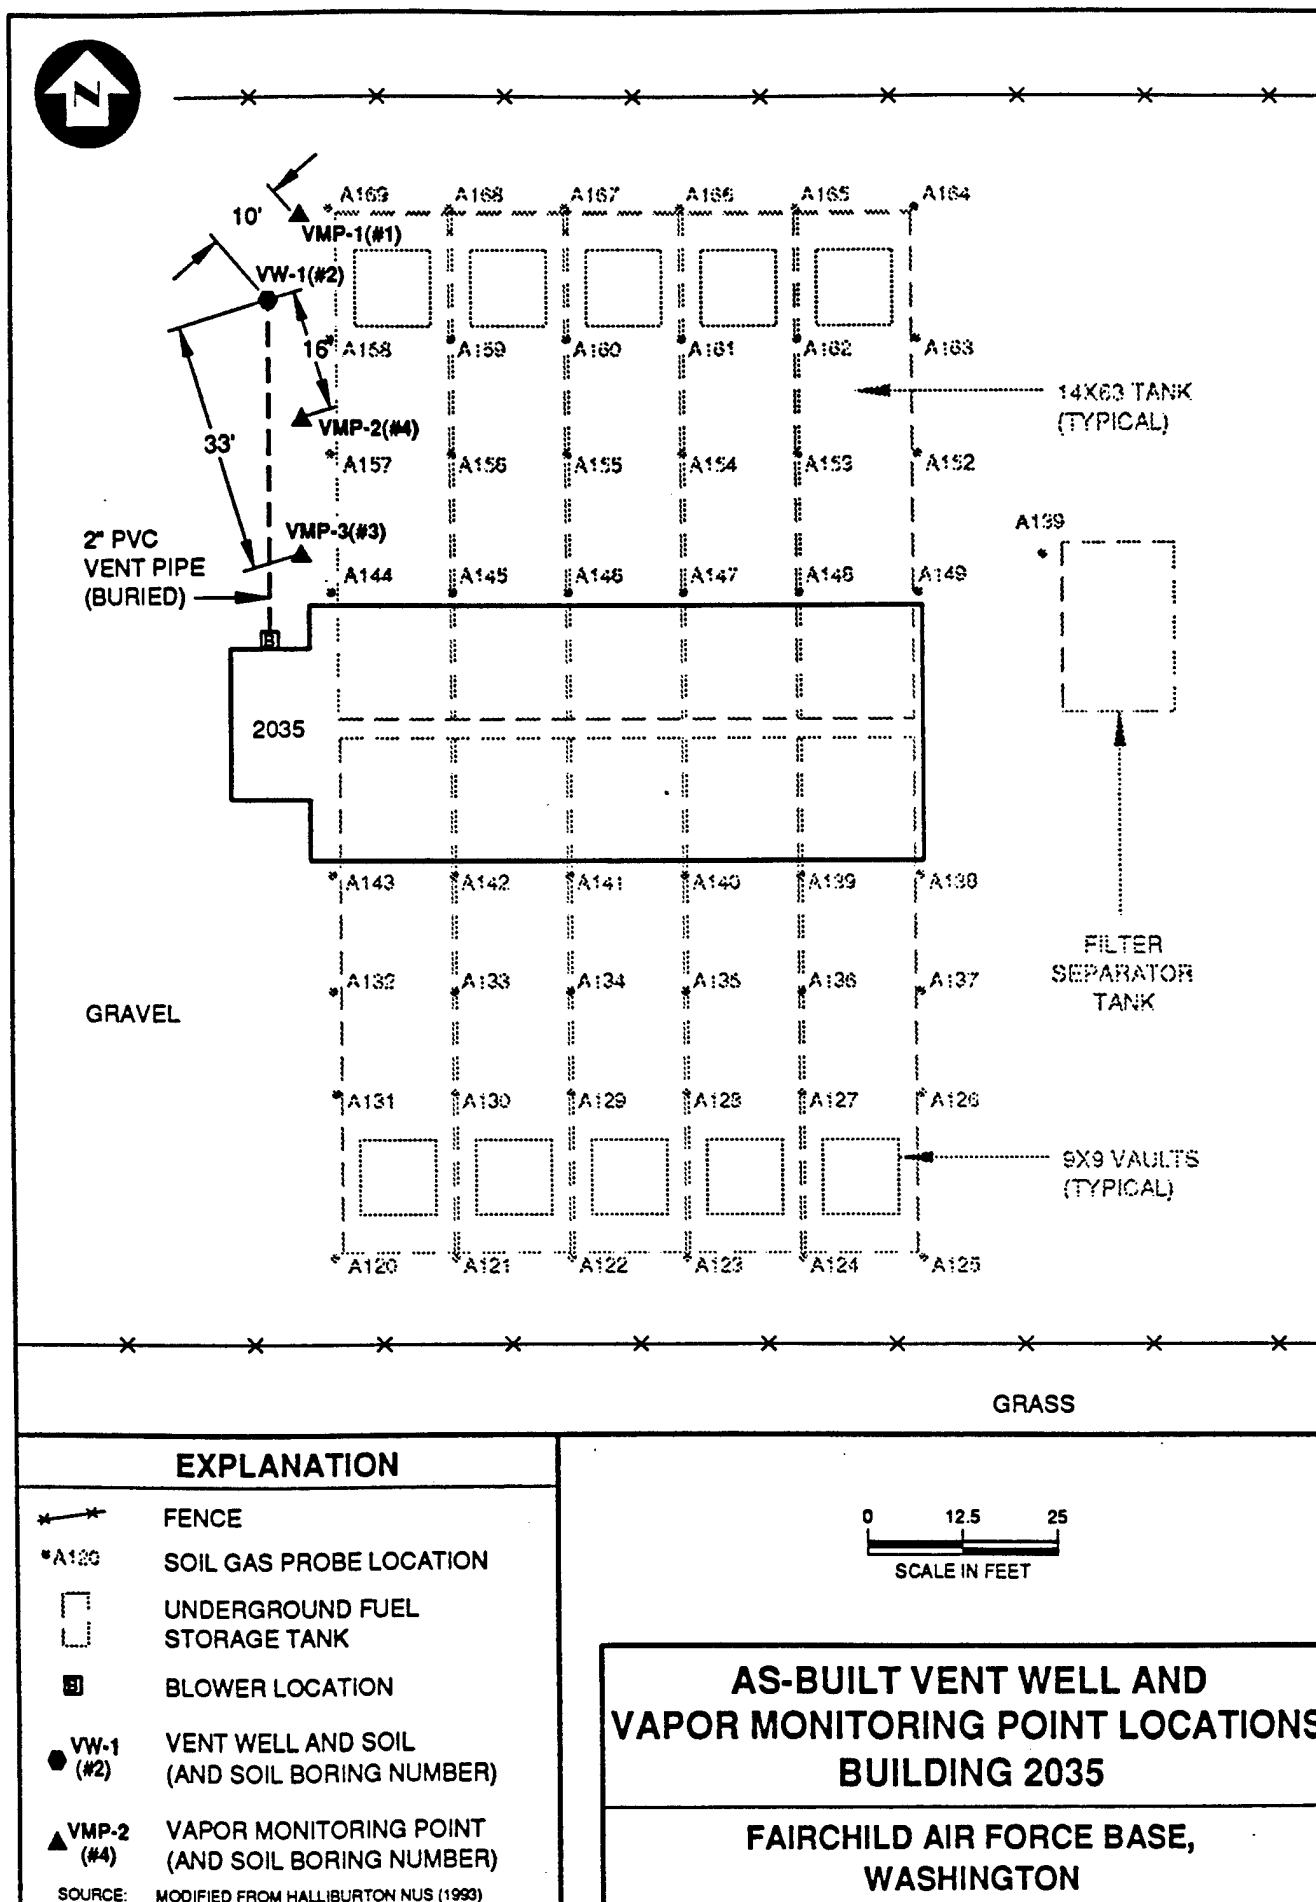 N
A169 A168 A167 A166 A165 A164
10'
VMP-1(#1)
VW-1(#2)
16'
A158 A159 A160 A161 A162 A163
14X63 TANK
(TYPICAL)
VMP-2(#4)
33'
A157 A156 A155 A154 A153 A152
A139
VMP-3(#3)
2" PVC
VENT PIPE
(BURIED)
A144 A145 A146 A147 A148 A149
B
2035
A143 A142 A141 A140 A139 A138
FILTER
SEPARATOR
TANK
A132 A133 A134 A135 A136 A137
GRAVEL
A131 A130 A129 A128 A127 A126
9X9 VAULTS
(TYPICAL)
A120 A121 A122 A123 A124 A125
GRASS
EXPLANATION
FENCE
A120 SOIL GAS PROBE LOCATION
UNDERGROUND FUEL
STORAGE TANK
B BLOWER LOCATION
VW-1 VENT WELL AND SOIL
(#2) (AND SOIL BORING NUMBER)
VMP-2 VAPOR MONITORING POINT
(#4) (AND SOIL BORING NUMBER)
SOURCE: MODIFIED FROM HALLIBURTON NUS (1993)
0 12.5 25
SCALE IN FEET
AS-BUILT VENT WELL AND
VAPOR MONITORING POINT LOCATIONS
BUILDING 2035
FAIRCHILD AIR FORCE BASE,
WASHINGTON